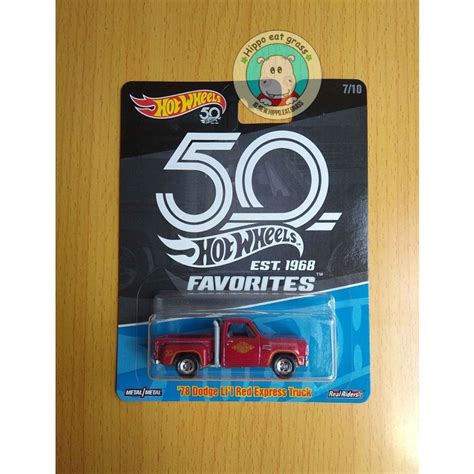 Hippo eat grass
7/10
HOT WHEELS
50
50
HOT WHEELS
EST. 1968
FAVORITES™
'78 Dodge Li'l Red Express Truck
METAL/METAL
Real Riders